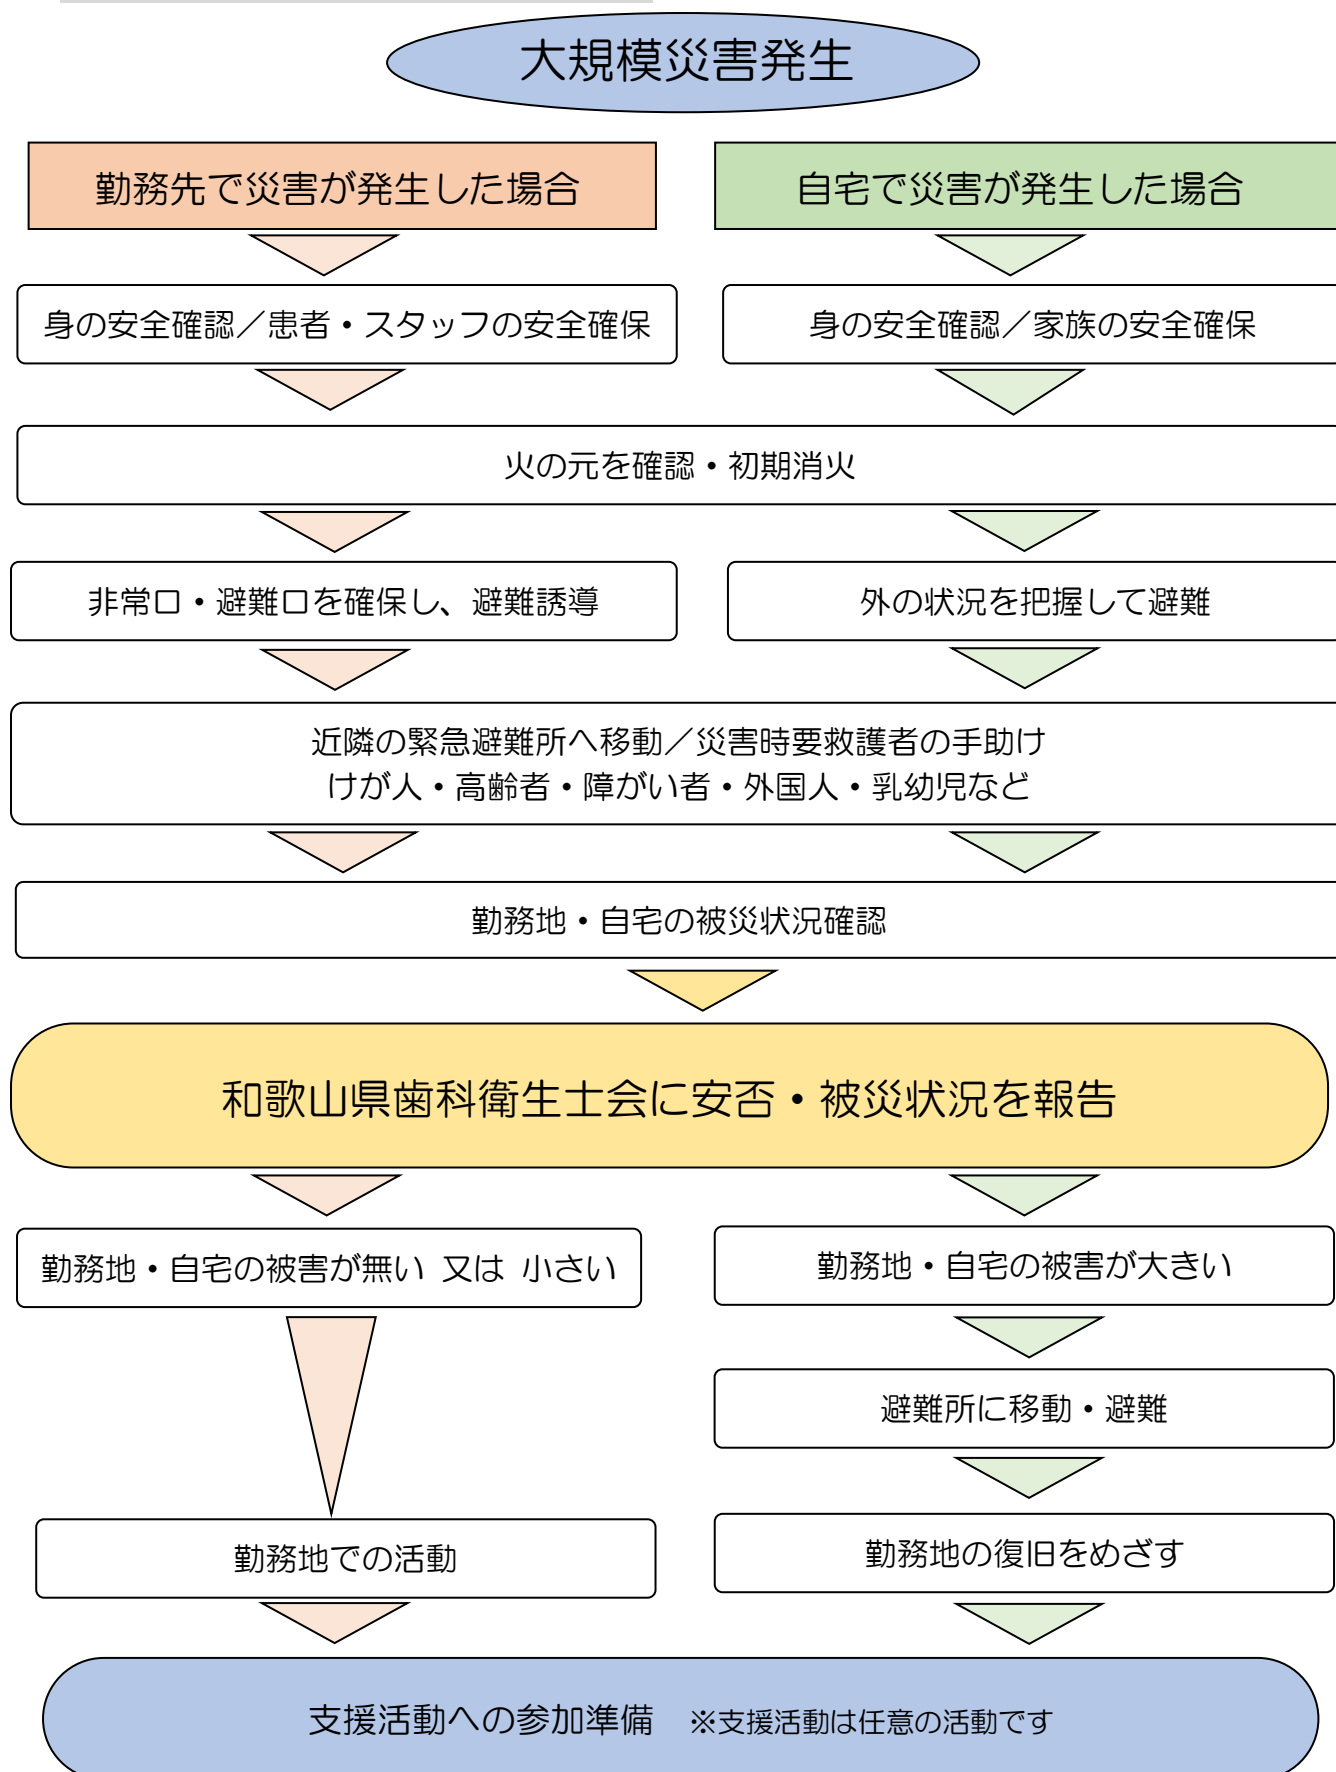 大規模災害発生
勤務先で災害が発生した場合
自宅で災害が発生した場合
身の安全確認／患者・スタッフの安全確保
身の安全確認／家族の安全確保
火の元を確認・初期消火
非常口・避難口を確保し、避難誘導
外の状況を把握して避難
近隣の緊急避難所へ移動／災害時要救護者の手助け
けが人・高齢者・障がい者・外国人・乳幼児など
勤務地・自宅の被災状況確認
和歌山県歯科衛生士会に安否・被災状況を報告
勤務地・自宅の被害が無い 又は 小さい
勤務地・自宅の被害が大きい
避難所に移動・避難
勤務地での活動
勤務地の復旧をめざす
支援活動への参加準備 ※支援活動は任意の活動です